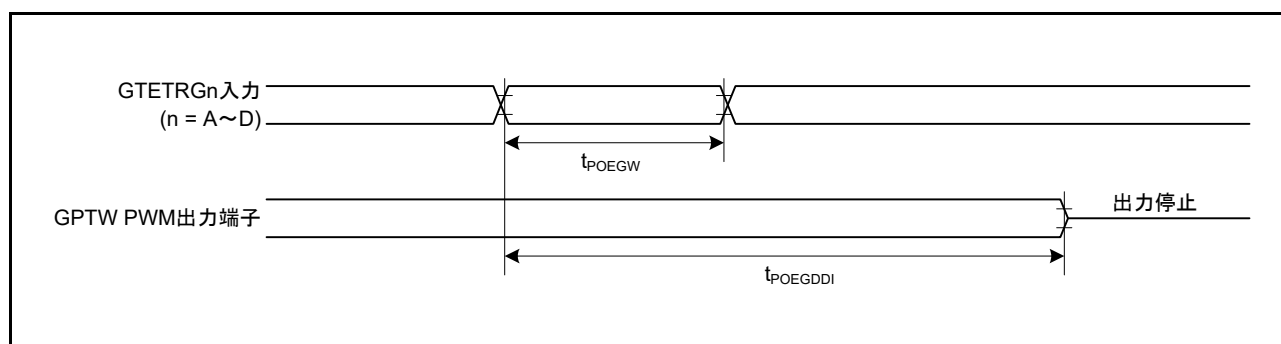 GTETRGn入力
(n = A～D)
tPOEGW
GPTW PWM出力端子
出力停止
tPOEGDDI